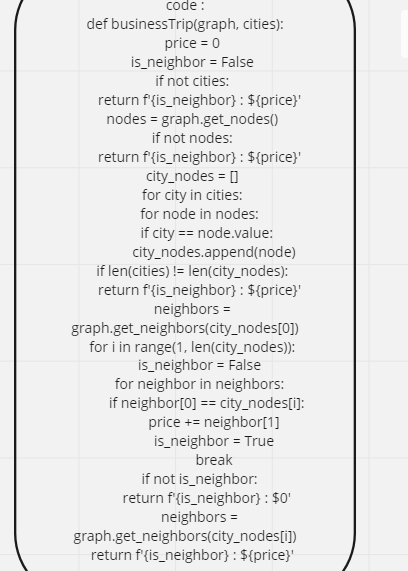 code :
def businessTrip(graph, cities):
price = 0
is_neighbor = False
if not cities:
return f'{is_neighbor} : ${price}'
nodes = graph.get_nodes()
if not nodes:
return f'{is_neighbor} : ${price}'
city_nodes = []
for city in cities:
for node in nodes:
if city == node.value:
city_nodes.append(node)
if len(cities) != len(city_nodes):
return f'{is_neighbor} : ${price}'
neighbors =
graph.get_neighbors(city_nodes[0])
for i in range(1, len(city_nodes)):
is_neighbor = False
for neighbor in neighbors:
if neighbor[0] == city_nodes[i]:
price += neighbor[1]
is_neighbor = True
break
if not is_neighbor:
return f'{is_neighbor} : $0'
neighbors =
graph.get_neighbors(city_nodes[i])
return f'{is_neighbor} : ${price}'